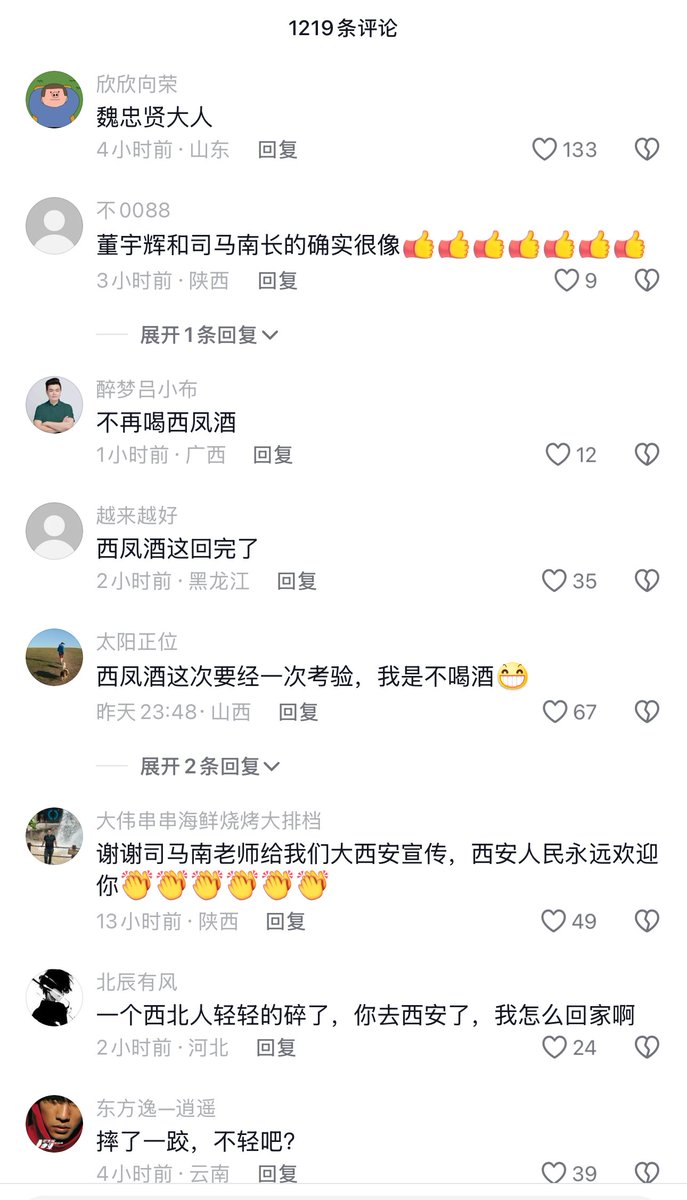 1219条评论
欣欣向荣
魏忠贤大人
4小时前·山东 回复 133
不0088
董宇辉和司马南长的确实很像👍👍👍👍👍👍👍
3小时前·陕西 回复 9
展开1条回复
醉梦吕小布
不再喝西凤酒
1小时前·广西 回复 12
越来越好
西凤酒这回完了
2小时前·黑龙江 回复 35
太阳正位
西凤酒这次要经一次考验，我是不喝酒😁
昨天23:48·山西 回复 67
展开2条回复
大伟串串海鲜烧烤大排档
谢谢司马南老师给我们大西安宣传，西安人民永远欢迎
你👏👏👏👏👏👏
13小时前·陕西 回复 49
北辰有风
一个西北人轻轻的碎了，你去西安了，我怎么回家啊
2小时前·河北 回复 24
东方逸—逍遥
摔了一跤，不轻吧？
4小时前·云南 回复 39